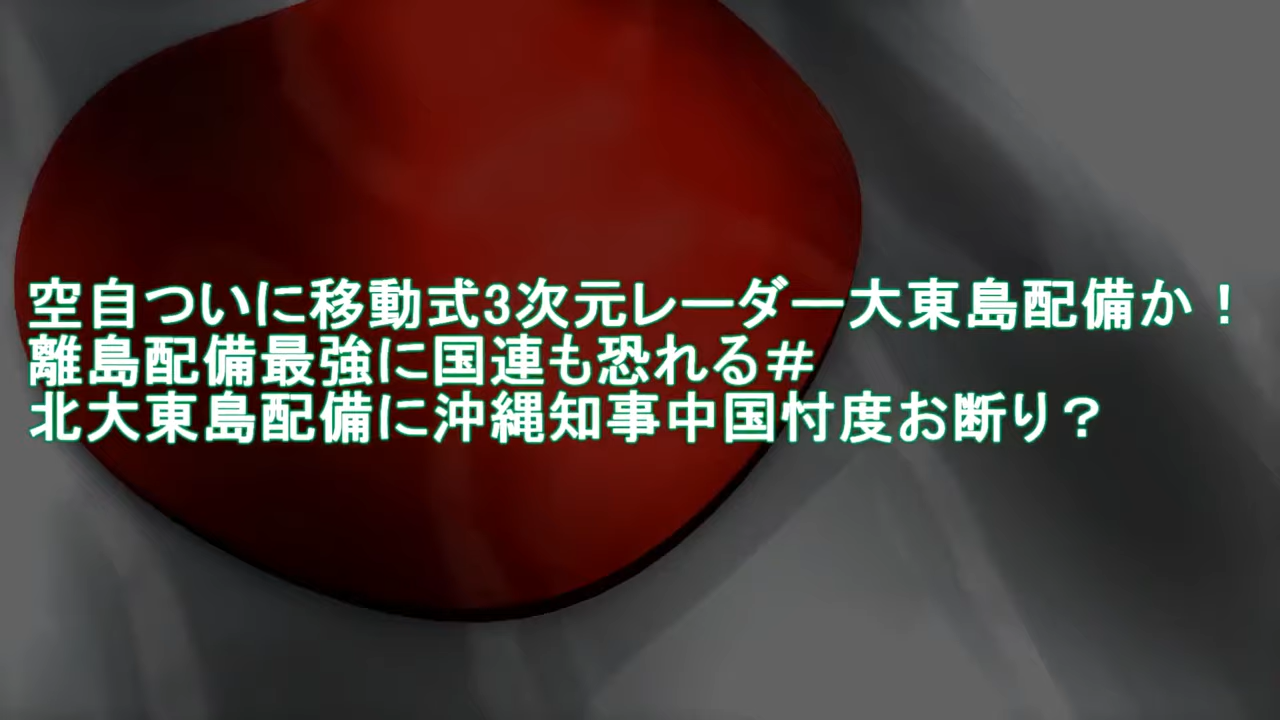 空自ついに移動式3次元レーダー大東島配備か！
離島配備最強に国連も恐れる＃
北大東島配備に沖縄知事中国忖度お断り？